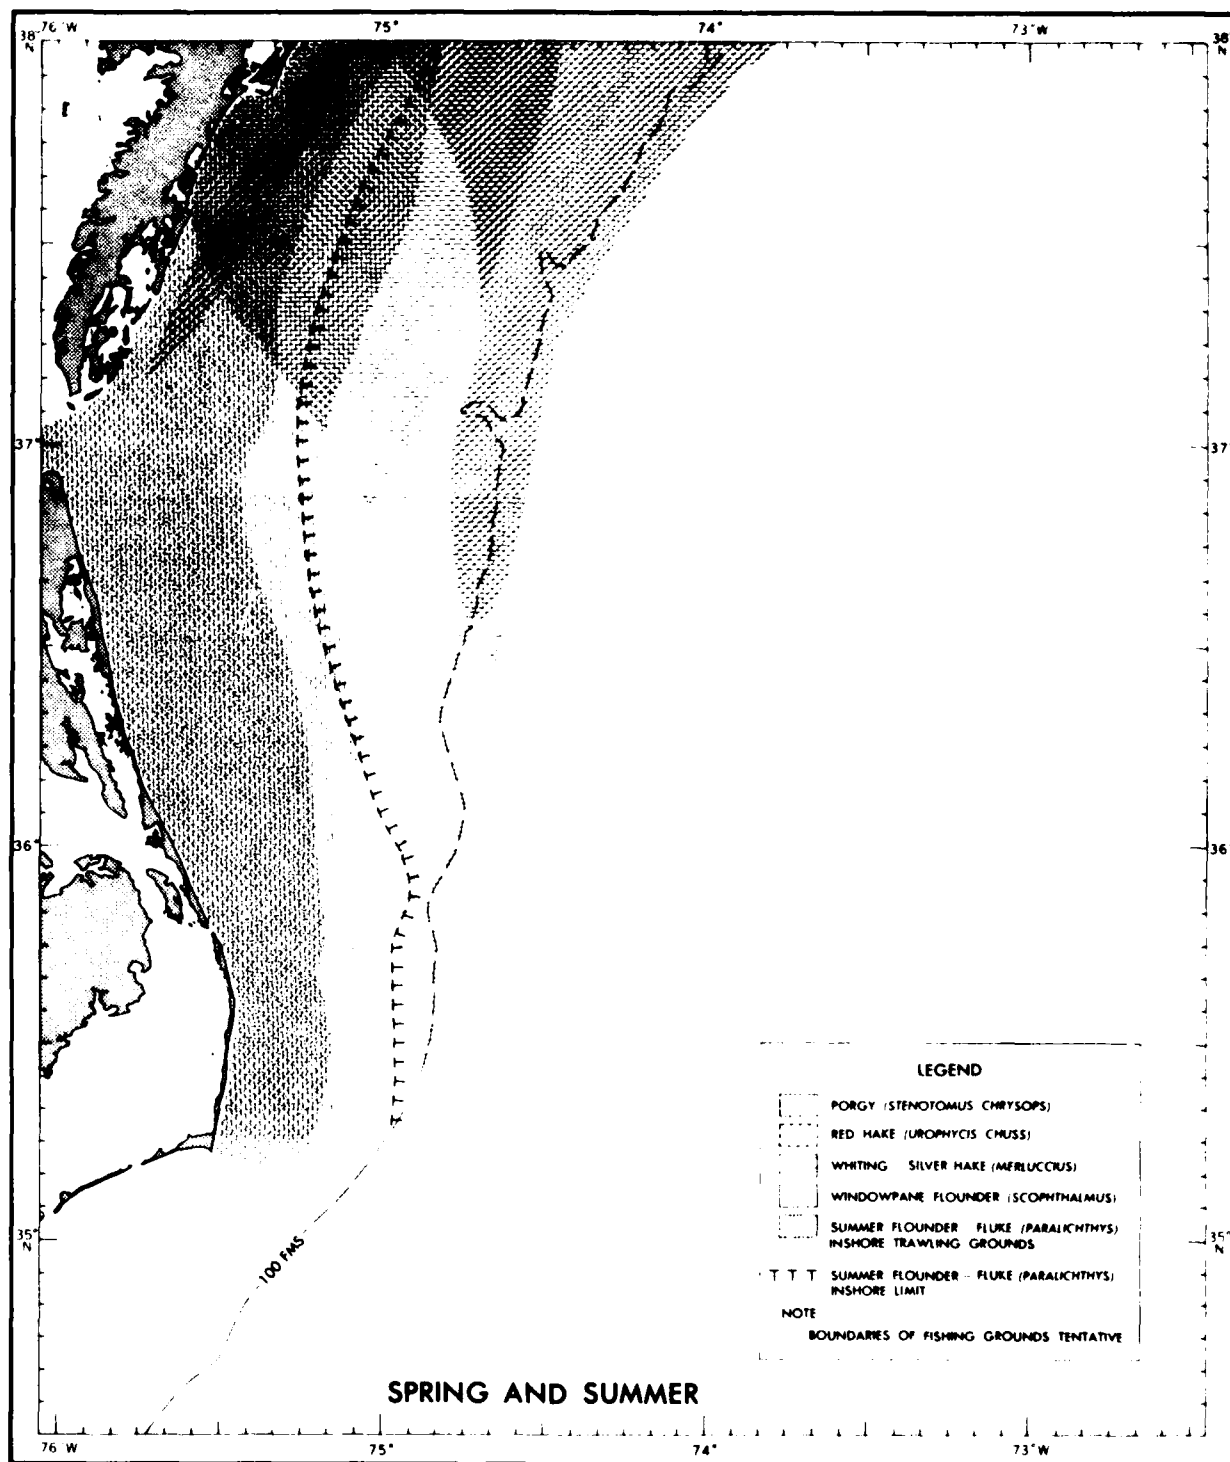 76° W 75° 74° 73° W
38° N 38° N
37° 37°
36° 36°
35° N 35° N
100 FMS
LEGEND
PORGY (STENOTOMUS CHRYSOPS)
RED HAKE (UROPHYCIS CHUSS)
WHITING SILVER HAKE (MERLUCCIUS)
WINDOWPANE FLOUNDER (SCOPHTHALMUS)
SUMMER FLOUNDER FLUKE (PARALICHTHYS)
INSHORE TRAWLING GROUNDS
T T T SUMMER FLOUNDER - FLUKE (PARALICHTHYS)
INSHORE LIMIT
NOTE
BOUNDARIES OF FISHING GROUNDS TENTATIVE
SPRING AND SUMMER
76° W 75° 74° 73° W